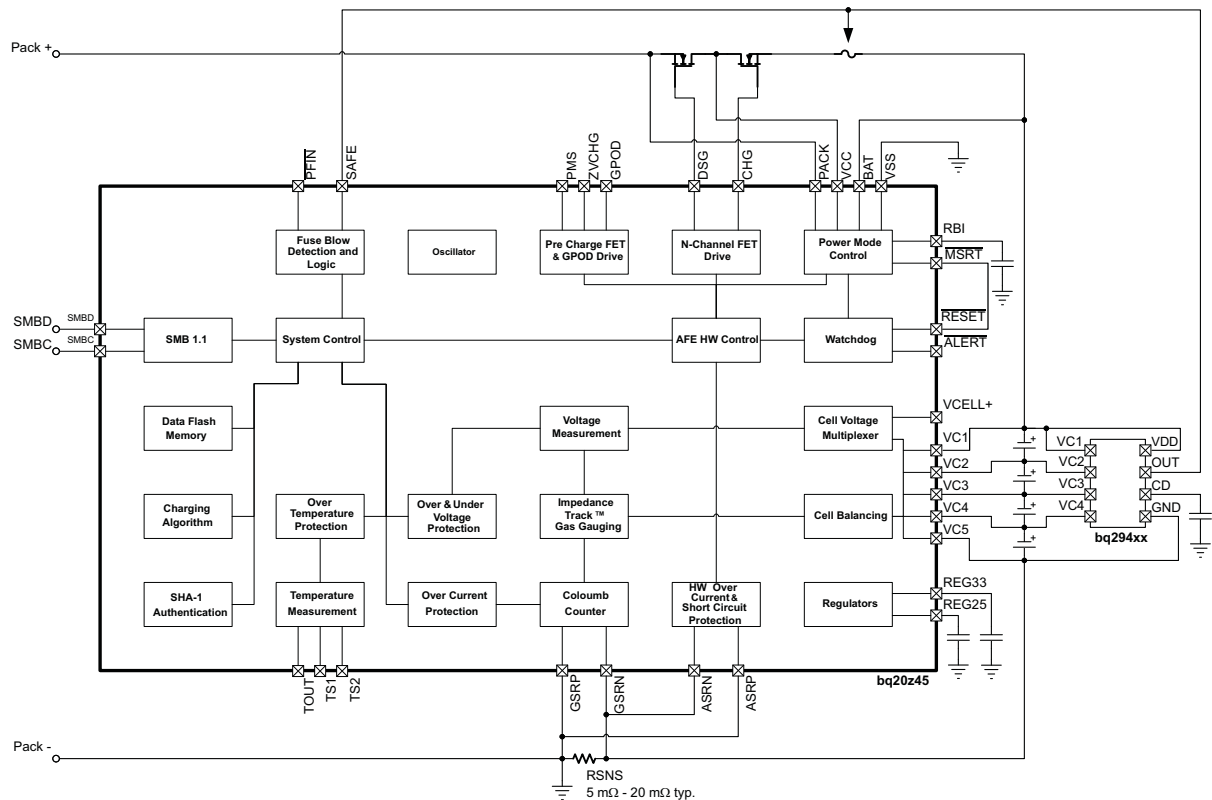 Pack +
PFIN
SAFE
PMS
ZVCHG
GPOD
DSG
CHG
PACK
VCC
BAT
VSS
Fuse Blow
Detection and
Logic
Oscillator
Pre Charge FET
& GPOD Drive
N-Channel FET
Drive
Power Mode
Control
RBI
MSRT
SMBD
SMBD
SMBC
SMBC
SMB 1.1
System Control
AFE HW Control
Watchdog
RESET
ALERT
Data Flash
Memory
Voltage
Measurement
Cell Voltage
Multiplexer
VCELL+
VC1
VC2
VC3
VC4
VC5
+
+
+
+
VC1
VC2
VC3
VC4
VDD
OUT
CD
GND
bq294xx
Charging
Algorithm
Over
Temperature
Protection
Over & Under
Voltage
Protection
Impedance
Track ™
Gas Gauging
Cell Balancing
SHA-1
Authentication
Temperature
Measurement
Over Current
Protection
Coloumb
Counter
HW Over
Current &
Short Circuit
Protection
Regulators
REG33
REG25
bq20z45
TOUT
TS1
TS2
GSRP
GSRN
ASRN
ASRP
Pack -
RSNS
5 mΩ - 20 mΩ typ.